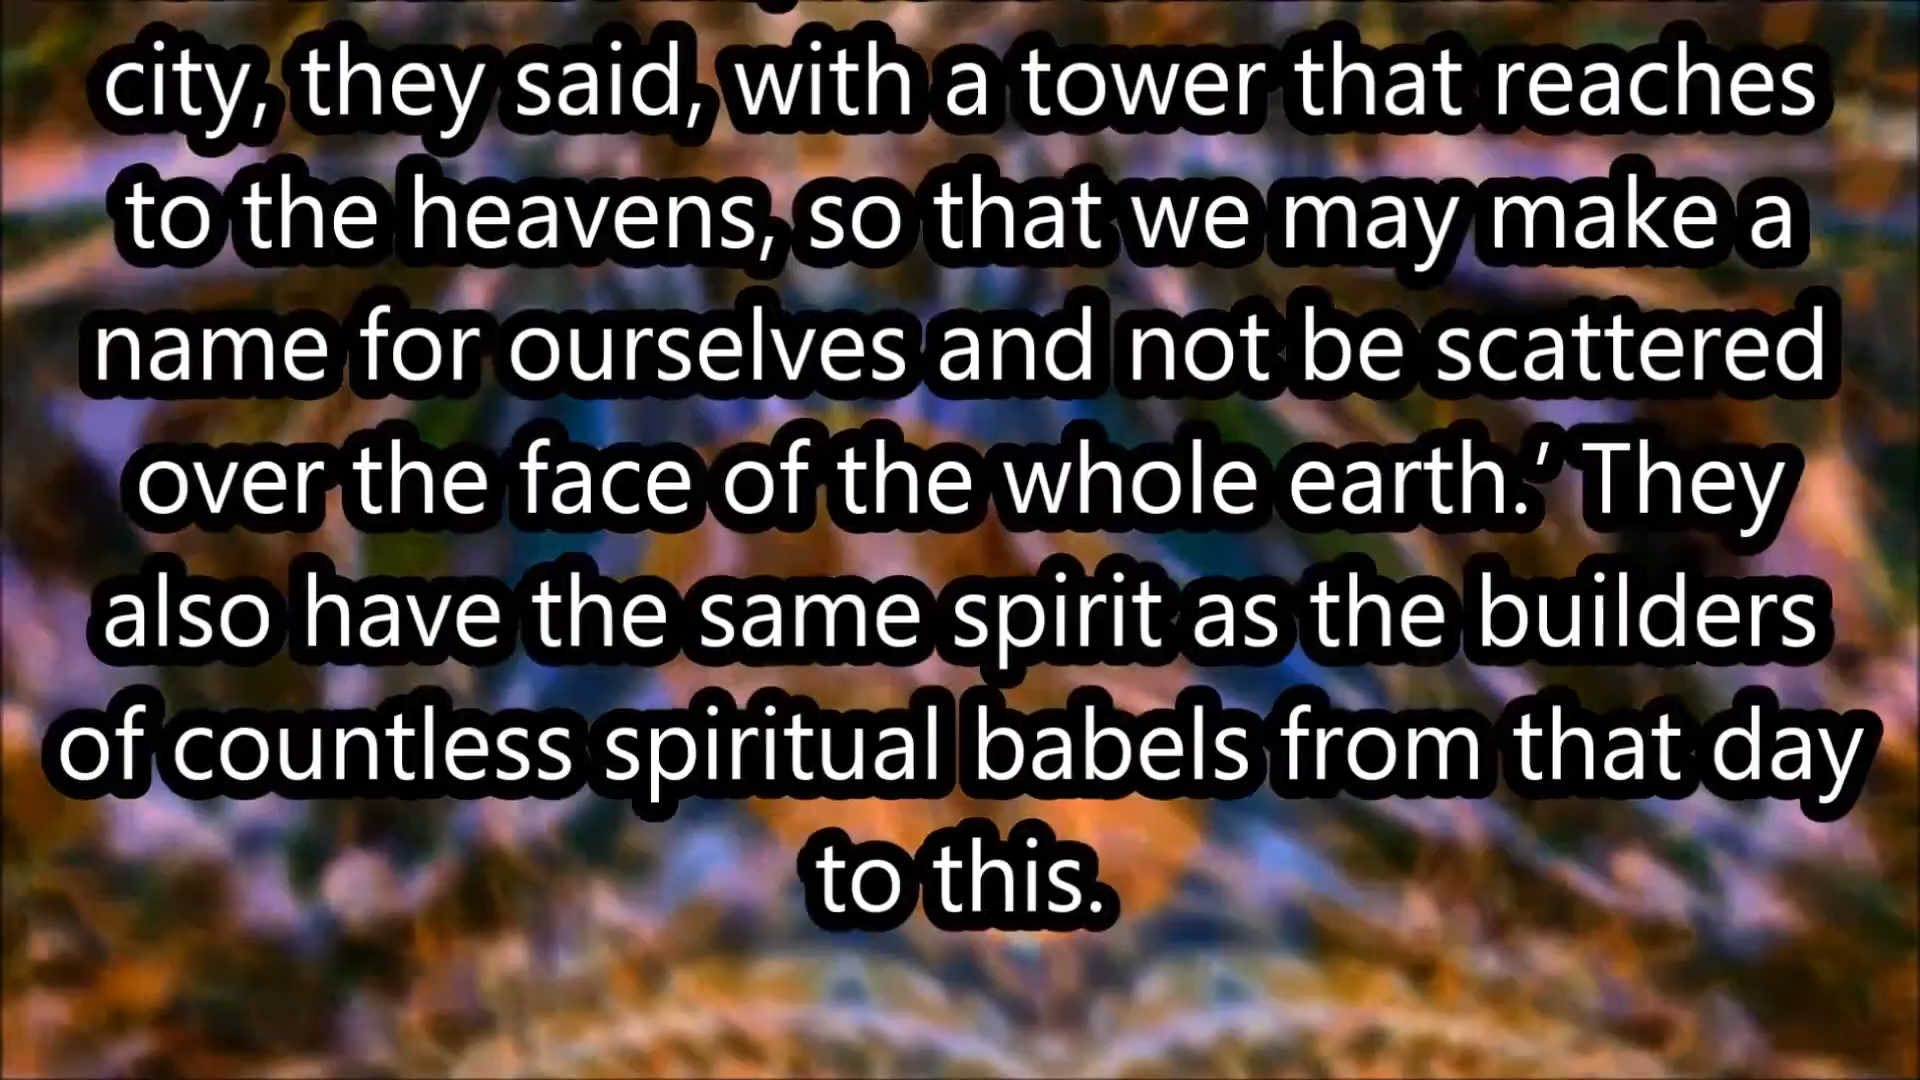 city, they said, with a tower that reaches
to the heavens, so that we may make a
name for ourselves and not be scattered
over the face of the whole earth.’ They
also have the same spirit as the builders
of countless spiritual babels from that day
to this.